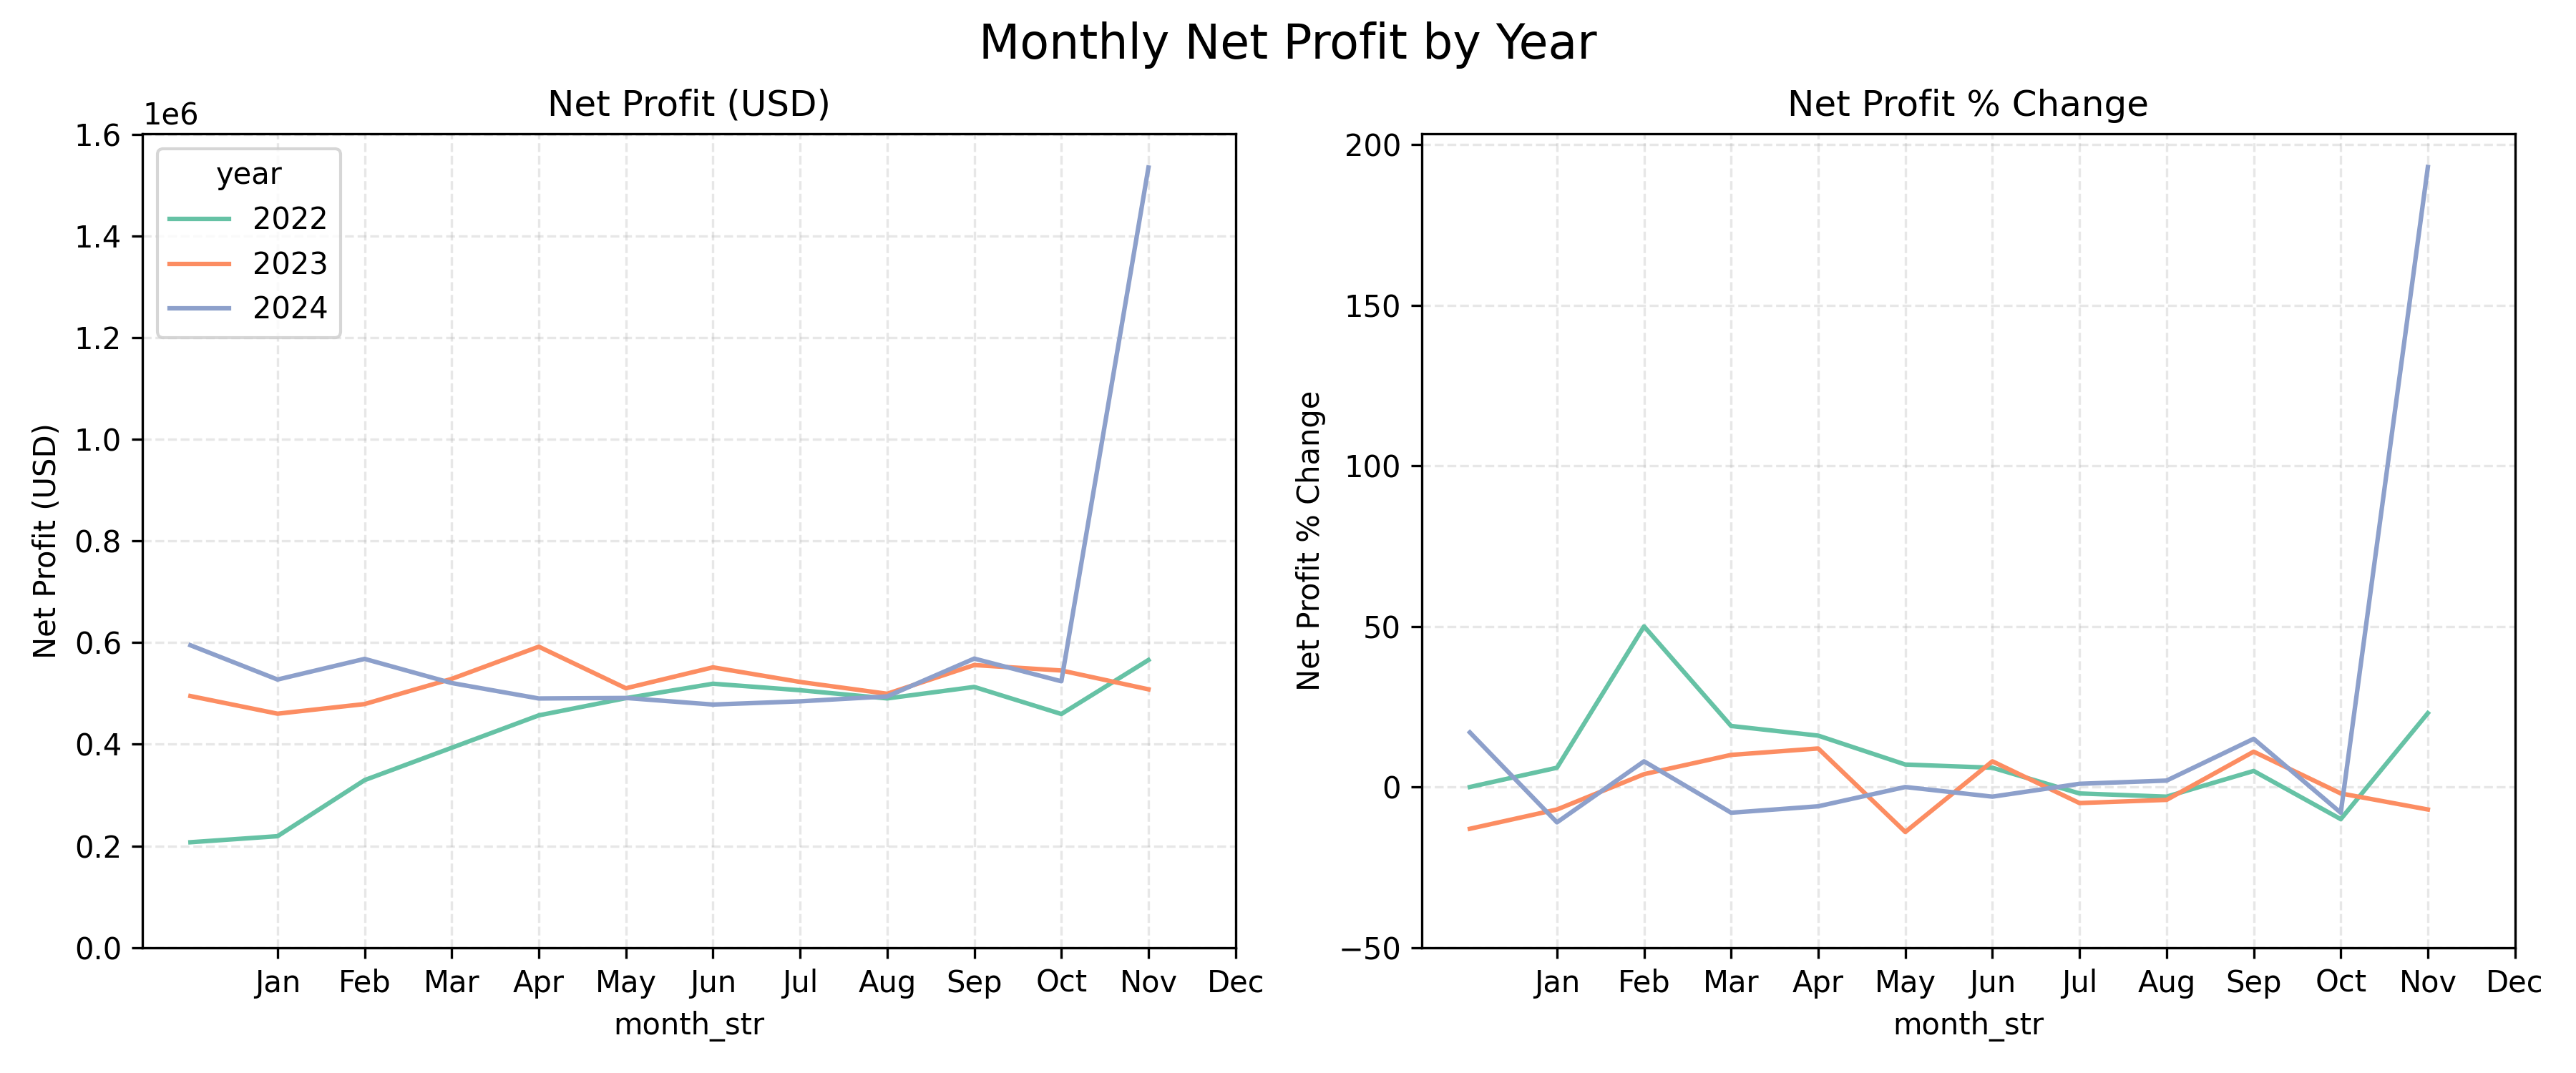 Monthly Net Profit by Year
Net Profit (USD)
1e6
1.6
1.4
1.2
1.0
0.8
0.6
0.4
0.2
0.0
Net Profit (USD)
year
2022
2023
2024
Jan Feb Mar Apr May Jun Jul Aug Sep Oct Nov Dec
month_str
Net Profit % Change
200
150
100
50
0
−50
Net Profit % Change
Jan Feb Mar Apr May Jun Jul Aug Sep Oct Nov Dec
month_str